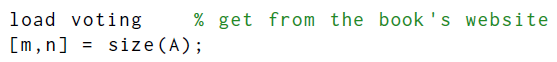 load voting    % get from the book's website
[m,n] = size(A);